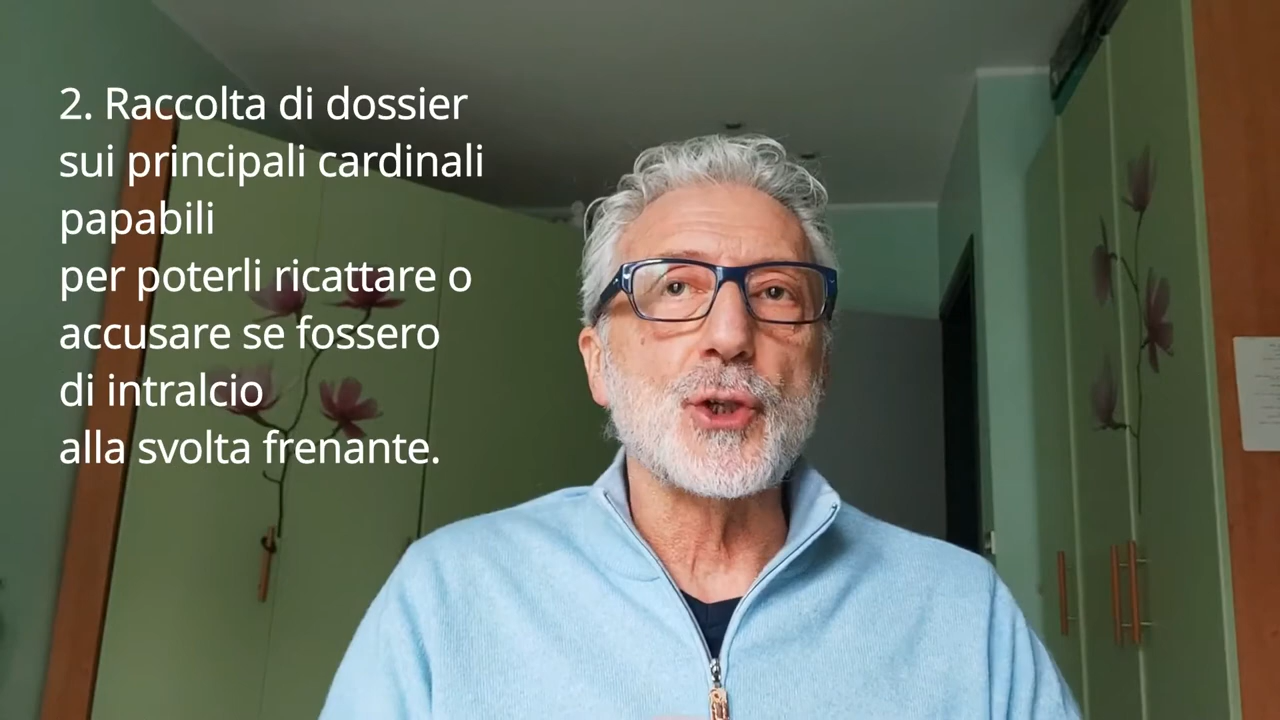 2. Raccolta di dossier
sui principali cardinali
papabili
per poterli ricattare o
accusare se fossero
di intralcio
alla svolta frenante.